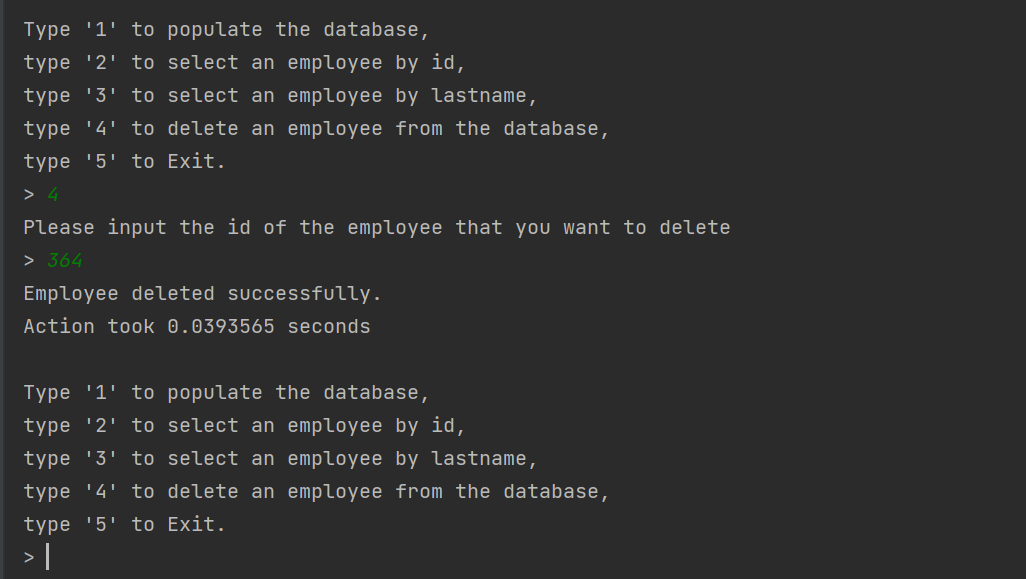 Type '1' to populate the database,
type '2' to select an employee by id,
type '3' to select an employee by lastname,
type '4' to delete an employee from the database,
type '5' to Exit.
> 4
Please input the id of the employee that you want to delete
> 364
Employee deleted successfully.
Action took 0.0393565 seconds
Type '1' to populate the database,
type '2' to select an employee by id,
type '3' to select an employee by lastname,
type '4' to delete an employee from the database,
type '5' to Exit.
>